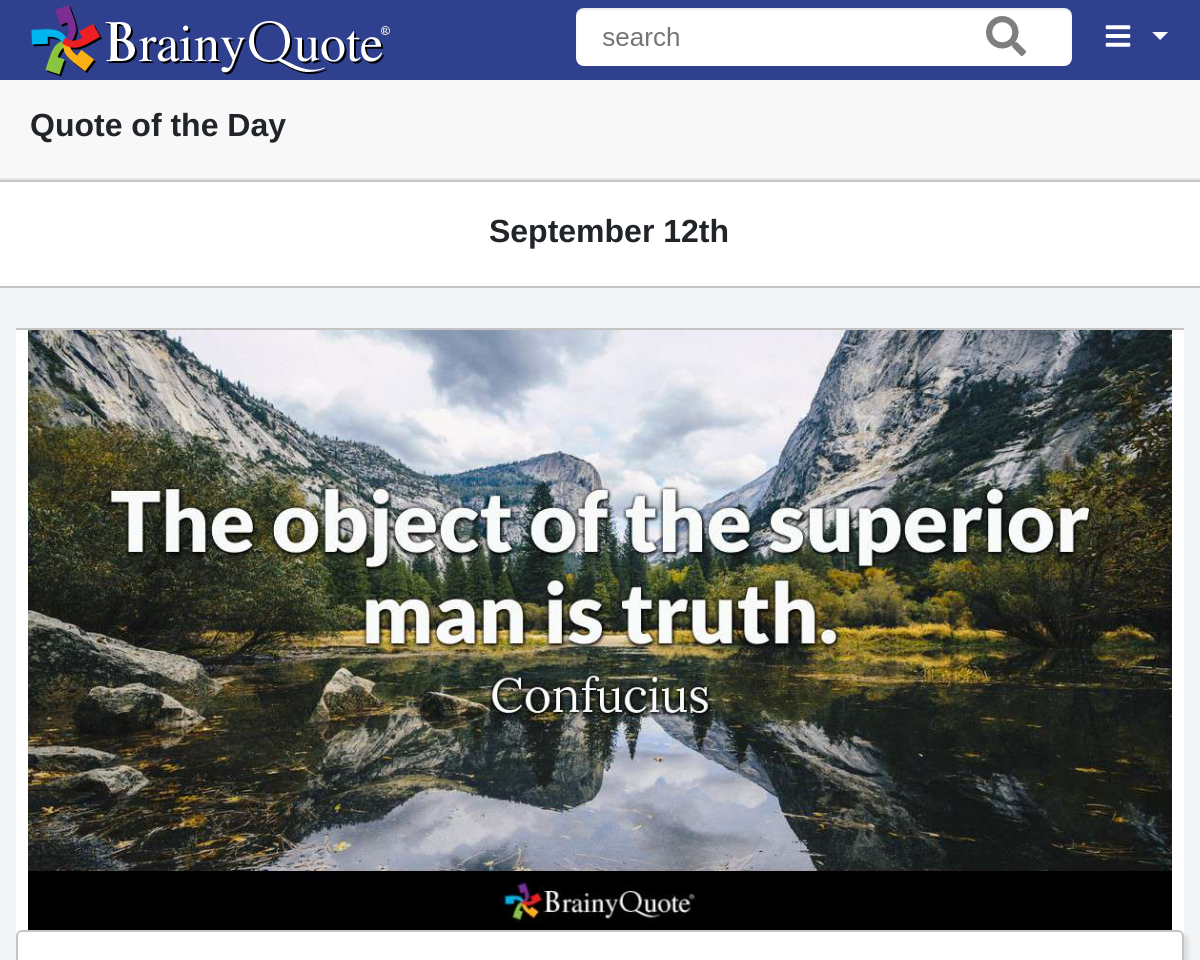 BrainyQuote®
search
Quote of the Day
September 12th
The object of the superior
man is truth.
Confucius
BrainyQuote®